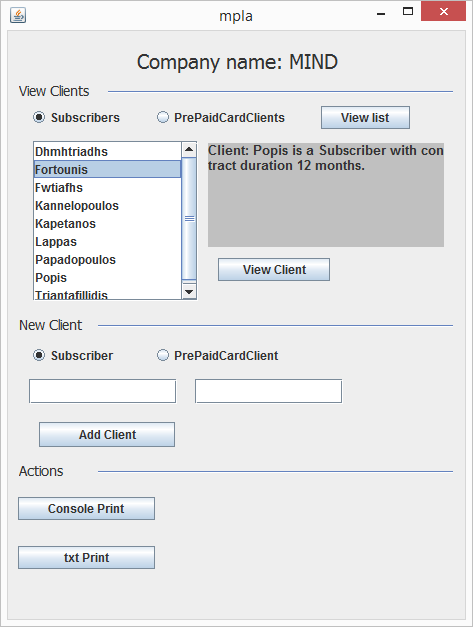 mpla
Company name: MIND
View Clients
Subscribers PrePaidCardClients View list
Dhmhtriadhs
Fortounis
Fwtiafhs
Kannelopoulos
Kapetanos
Lappas
Papadopoulos
Popis
Triantafillidis
Client: Popis is a Subscriber with con
tract duration 12 months.
View Client
New Client
Subscriber PrePaidCardClient
Add Client
Actions
Console Print
txt Print